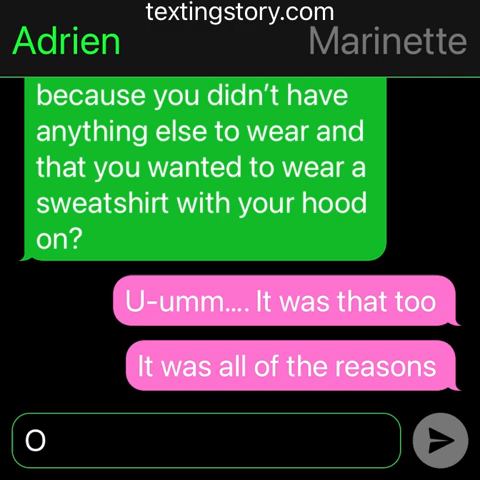 textingstory.com
Adrien Marinette
because you didn’t have
anything else to wear and
that you wanted to wear a
sweatshirt with your hood
on?
U-umm.... It was that too
It was all of the reasons
O